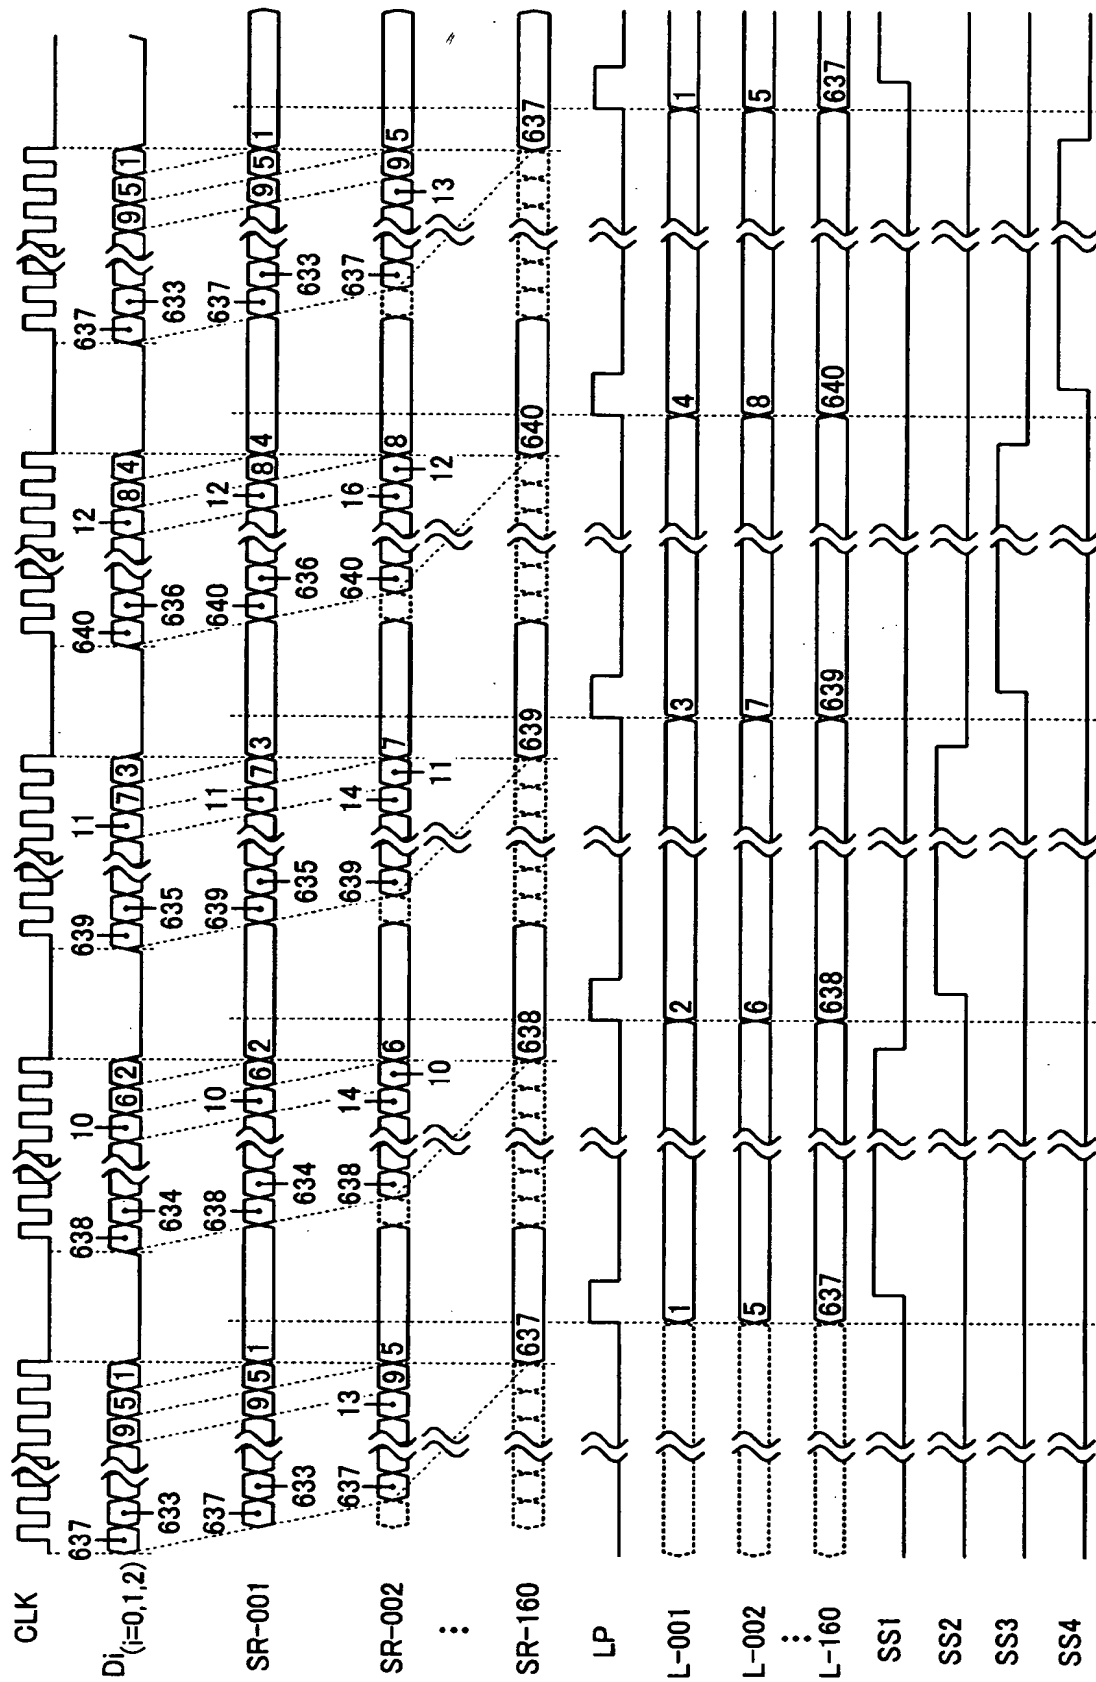 CLK
637 638 10 639 11 640 12 637
Di(i=0,1,2) 9 5 1 6 2 7 3 8 4 9 5 1
633 634 635 636 633
637 638 10 639 11 640 12 637
SR-001 9 5 1 6 2 7 3 8 4 9 5 1
633 634 635 636 633
637 13 638 14 639 14 640 16 637
SR-002 9 5 6 7 8 9 5
10 11 12 13
SR-160 637 638 639 640 637
LP
L-001 1 2 3 4 1
L-002 5 6 7 8 5
L-160 637 638 639 640 637
SS1
SS2
SS3
SS4